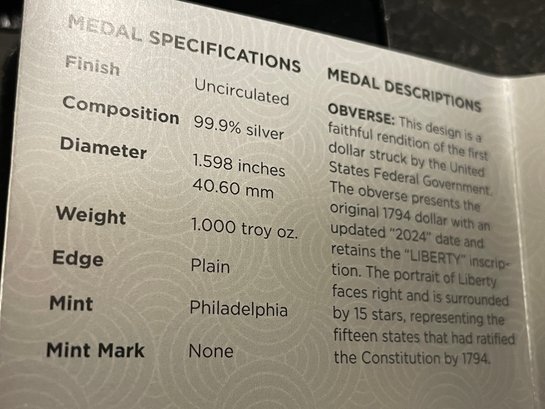 MEDAL SPECIFICATIONS
Finish Uncirculated
Composition 99.9% silver
Diameter 1.598 inches
40.60 mm
Weight 1.000 troy oz.
Edge Plain
Mint Philadelphia
Mint Mark None
MEDAL DESCRIPTIONS
OBVERSE: This design is a
faithful rendition of the first
dollar struck by the United
States Federal Government.
The obverse presents the
original 1794 dollar with an
updated "2024" date and
retains the "LIBERTY" inscrip-
tion. The portrait of Liberty
faces right and is surrounded
by 15 stars, representing the
fifteen states that had ratified
the Constitution by 1794.